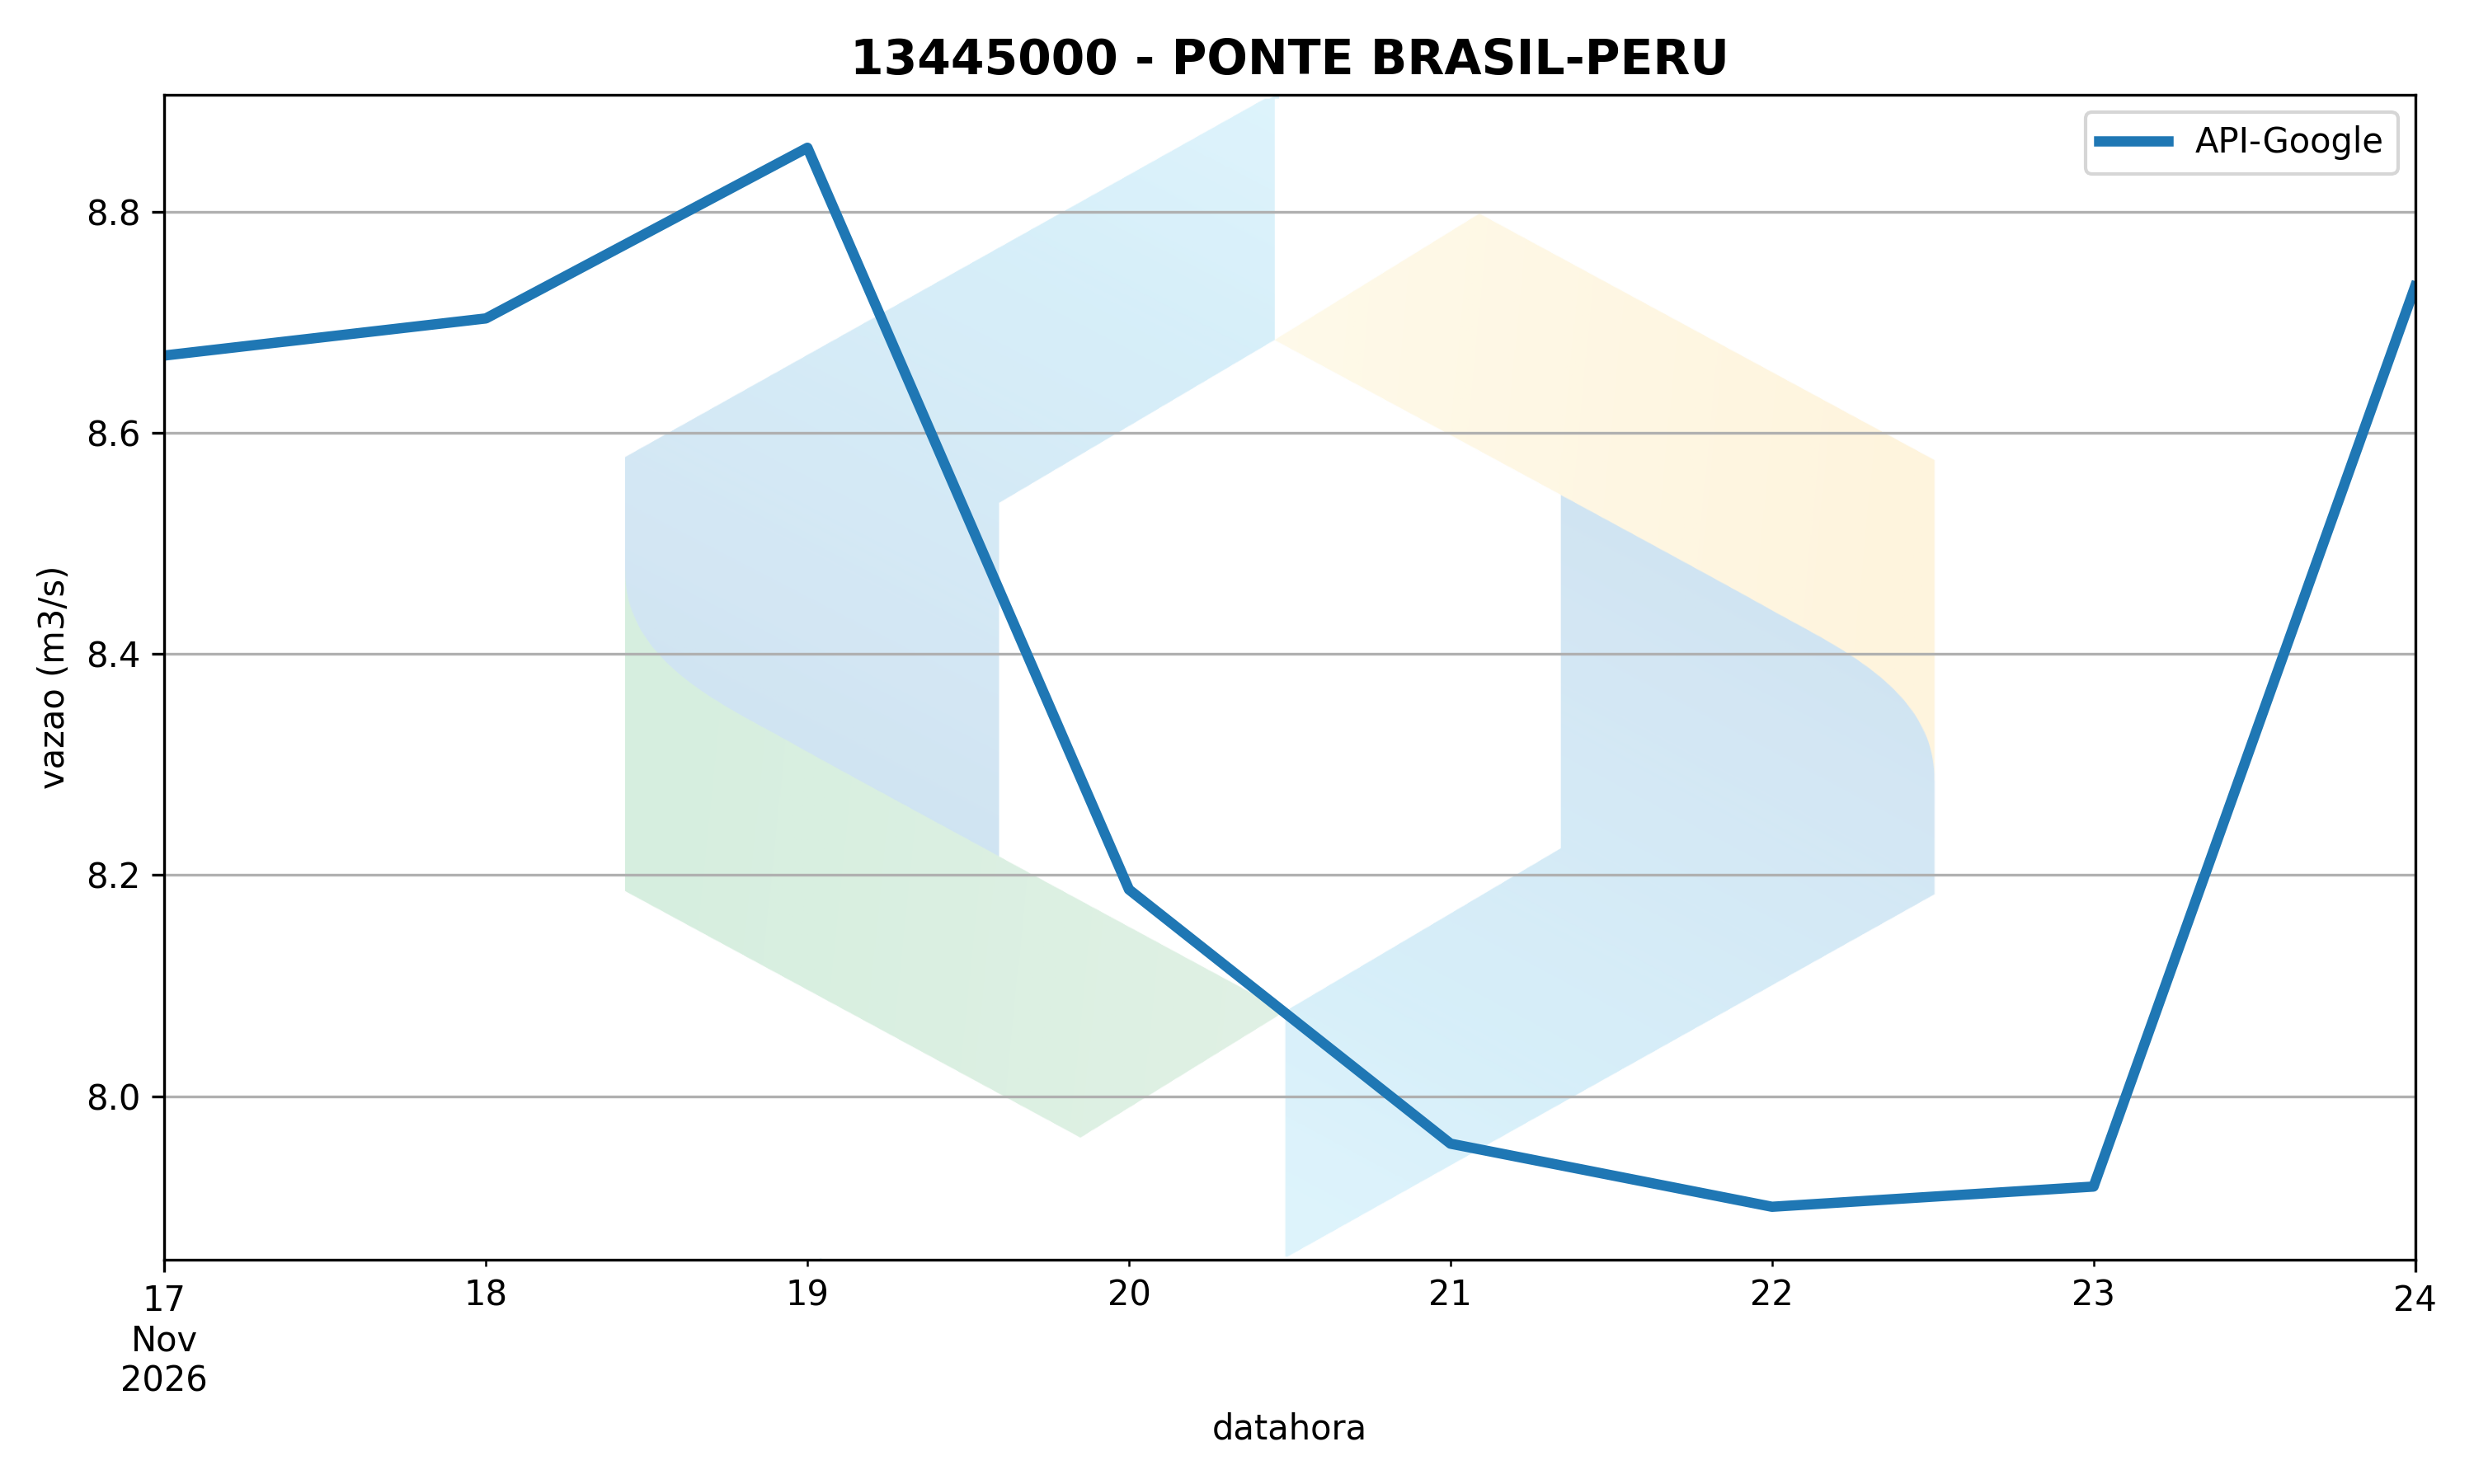 13445000 - PONTE BRASIL-PERU
API-Google
vazao (m3/s)
8.8
8.6
8.4
8.2
8.0
17
Nov
2026
18
19
20
21
22
23
24
datahora